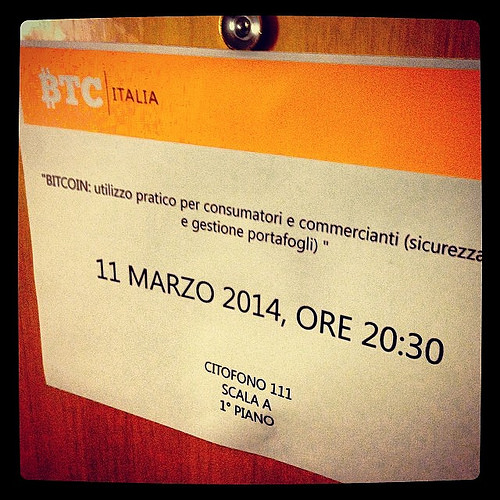 BTC ITALIA
"BITCOIN: utilizzo pratico per consumatori e commercianti (sicurezza
e gestione portafogli) "
11 MARZO 2014, ORE 20:30
CITOFONO 111
SCALA A
1° PIANO